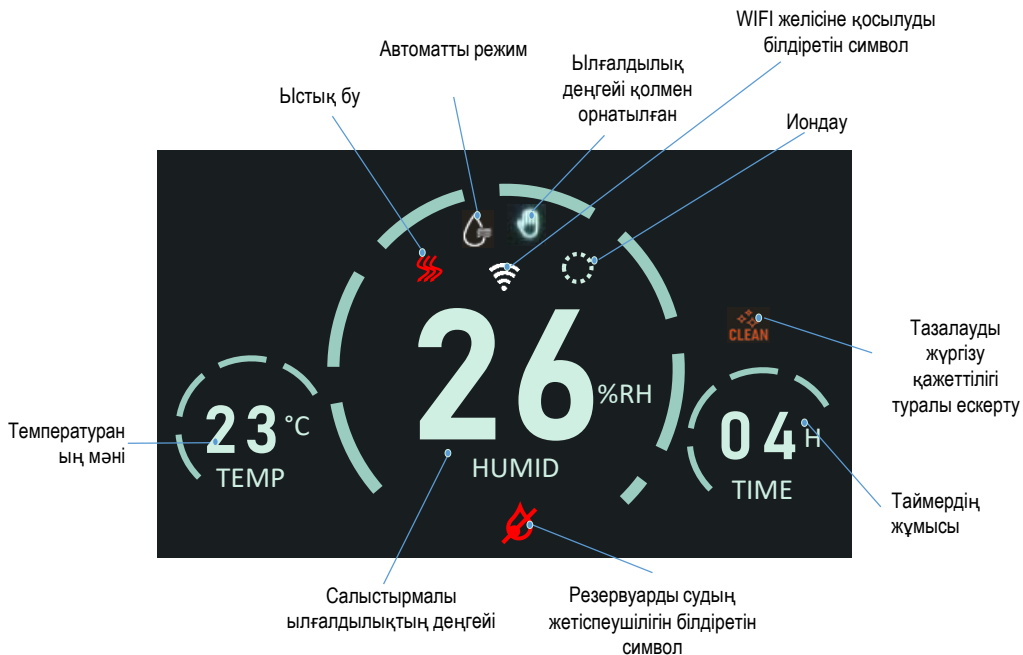 WIFI желісіне қосылуды
білдіретін символ
Автоматты режим
Ылғалдылық
деңгейі қолмен
орнатылған
Ыстық бу
Иондау
CLEAN
Тазалауды
жүргізу
қажеттілігі
туралы ескерту
26 %RH
HUMID
23 °C
TEMP
04 H
TIME
Температуран
ың мәні
Таймердің
жұмысы
Салыстырмалы
ылғалдылықтың деңгейі
Резервуарды судың
жетіспеушілігін білдіретін
символ